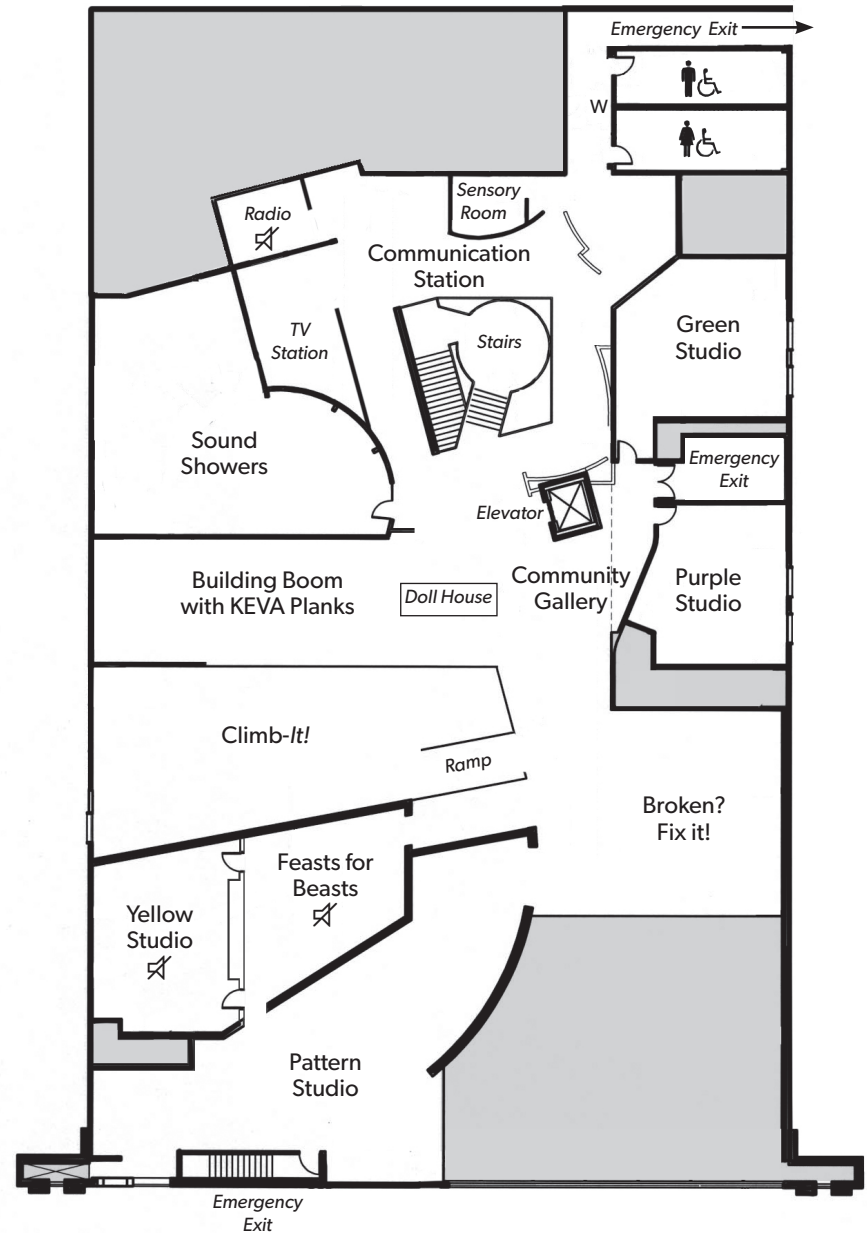 Emergency Exit
W
Sensory
Room
Radio
Communication
Station
TV
Station
Stairs
Green
Studio
Sound
Showers
Emergency
Exit
Elevator
Building Boom
with KEVA Planks
Doll House
Community
Gallery
Purple
Studio
Climb-It!
Ramp
Broken?
Fix it!
Feasts for
Beasts
Yellow
Studio
Pattern
Studio
Emergency
Exit